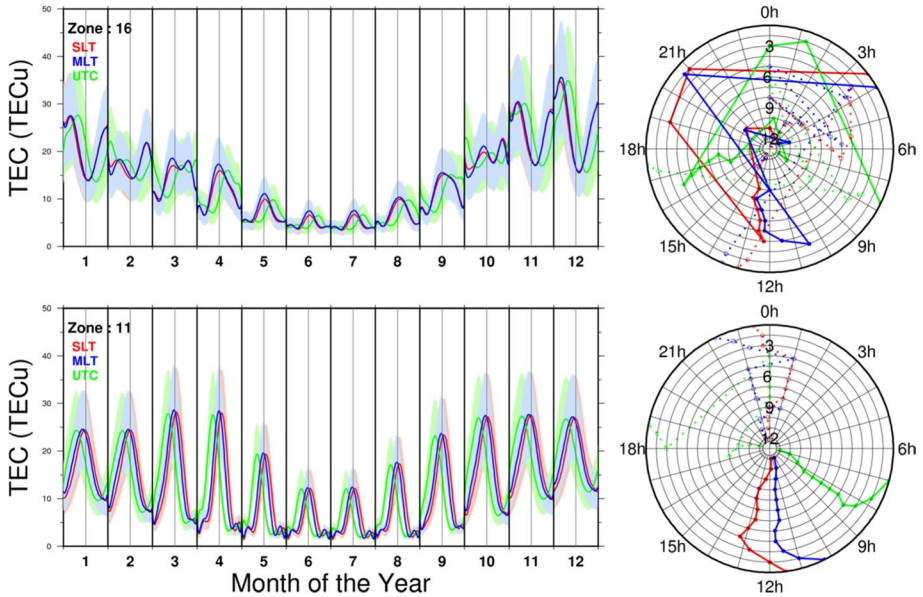 50
40
30
20
10
0
TEC (TECu)
Zone : 16
SLT
MLT
UTC
1 2 3 4 5 6 7 8 9 10 11 12
0h
3h
6h
9h
12h
15h
18h
21h
3
6
9
12
50
40
30
20
10
0
TEC (TECu)
Zone : 11
SLT
MLT
UTC
1 2 3 4 5 6 7 8 9 10 11 12
Month of the Year
0h
3h
6h
9h
12h
15h
18h
21h
3
6
9
12